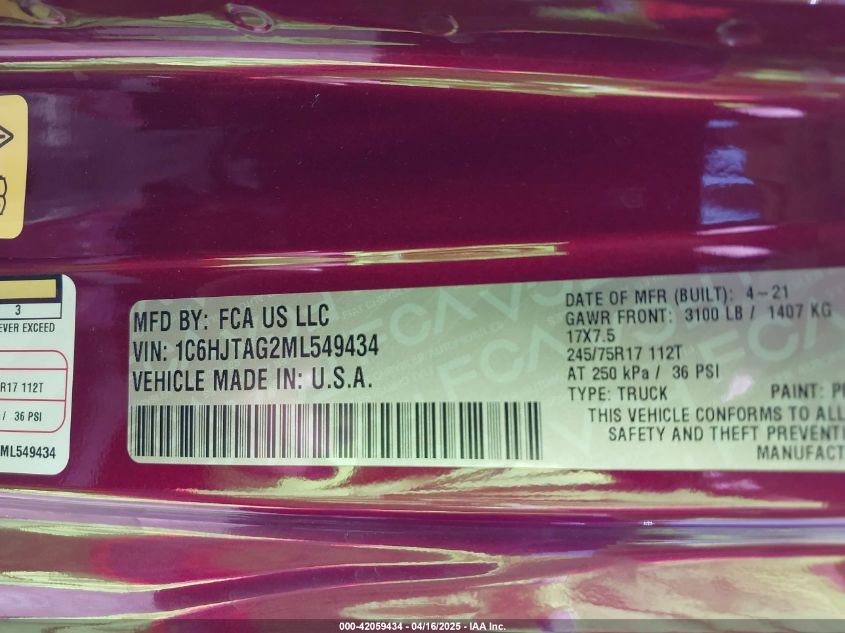 3
EVER EXCEED
R17 112T
/ 36 PSI
ML549434
MFD BY: FCA US LLC
VIN: 1C6HJTAG2ML549434
VEHICLE MADE IN: U.S.A.
DATE OF MFR (BUILT): 4-21
GAWR FRONT: 3100 LB / 1407 KG
17X7.5
245/75R17 112T
AT 250 kPa / 36 PSI
TYPE: TRUCK PAINT: P
THIS VEHICLE CONFORMS TO ALL
SAFETY AND THEFT PREVENTI
MANUFACT
000-42059434 - 04/16/2025 - IAA Inc.